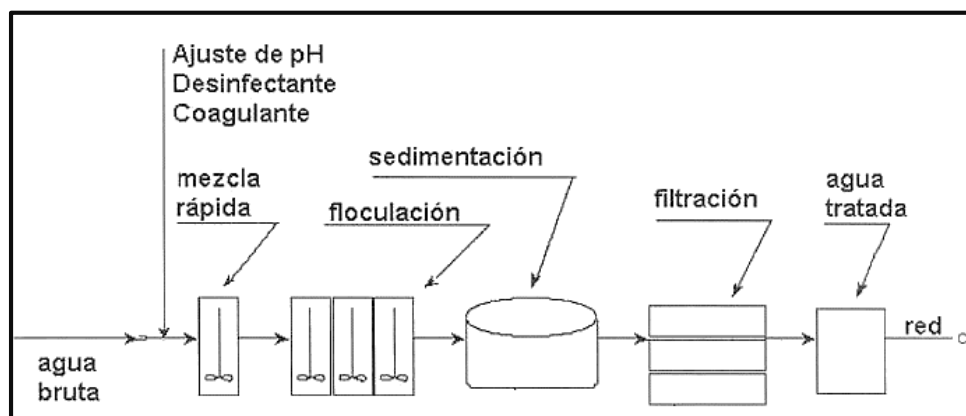 Ajuste de pH
Desinfectante
Coagulante
sedimentación
mezcla
rápida
floculación
filtración
agua
tratada
red
agua
bruta